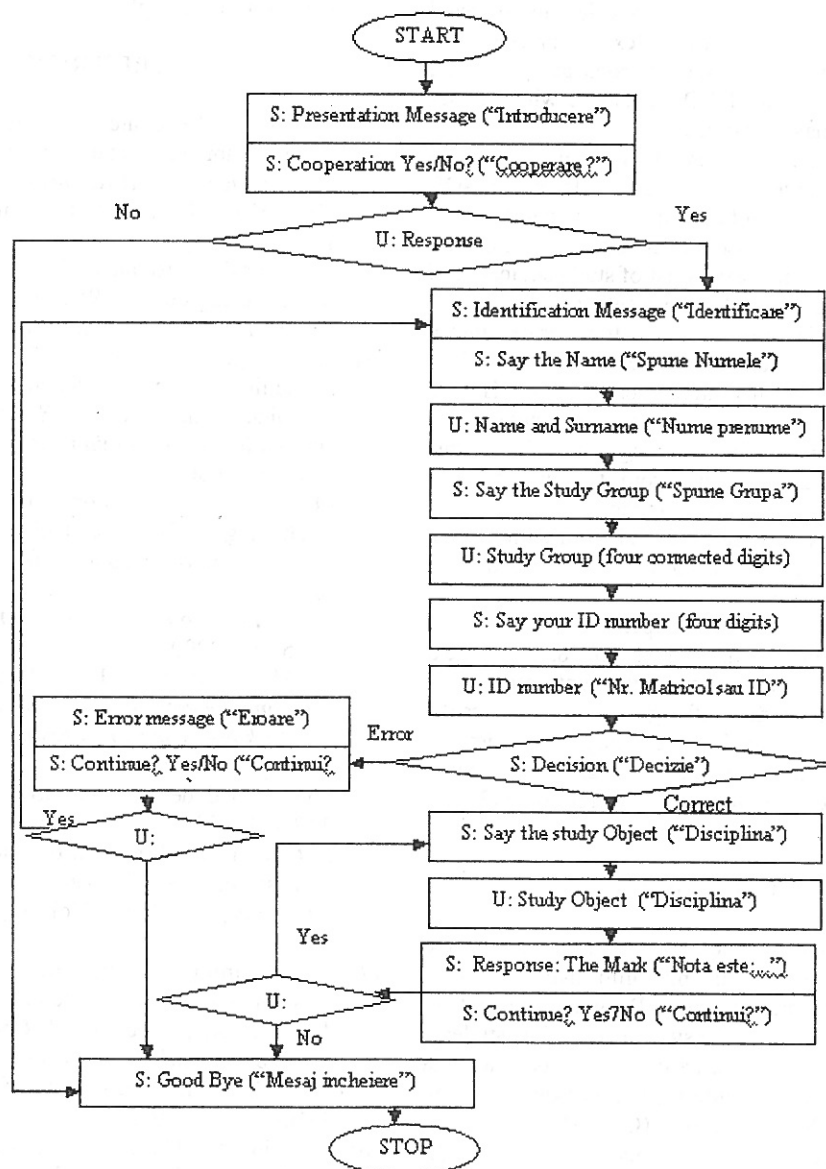 START
S: Presentation Message (“Introducere”)
S: Cooperation Yes/No? (“Cooperare ?”)
No
Yes
U: Response
S: Identification Message (“Identificare”)
S: Say the Name (“Spune Numele”)
U: Name and Surname (“Nume prenume”)
S: Say the Study Group (“Spune Grupa”)
U: Study Group (four connected digits)
S: Say your ID number (four digits)
U: ID number (“Nr. Matricol sau ID”)
S: Error message (“Eroare”)
Error
S: Continue? Yes/No (“Continui?
S: Decision (“Decizie”)
Correct
Yes
U:
S: Say the study Object (“Disciplina”)
U: Study Object (“Disciplina”)
Yes
S: Response: The Mark (“Nota este:...”)
U:
S: Continue? Yes?No (“Continui?”)
No
S: Good Bye (“Mesaj incheiere”)
STOP